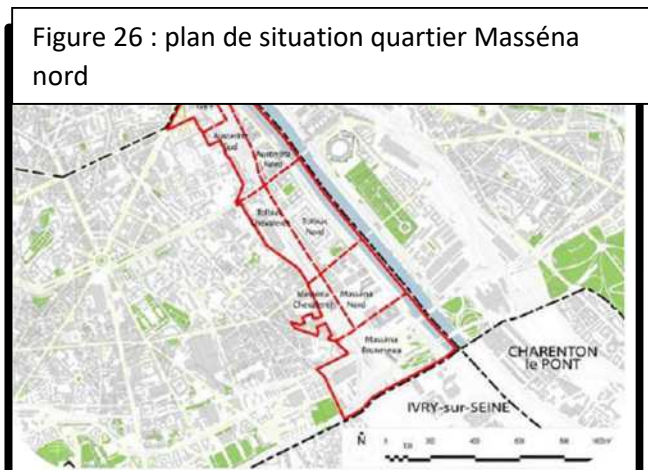 Figure 26 : plan de situation quartier Masséna
nord
Austerlitz
Sud
Austerlitz
Nord
Tolbiac
Chevaleret
Tolbiac
Nord
Masséna
Chevaleret
Masséna
Nord
Masséna
Bruneseau
CHARENTON
le PONT
IVRY-sur-SEINE
N